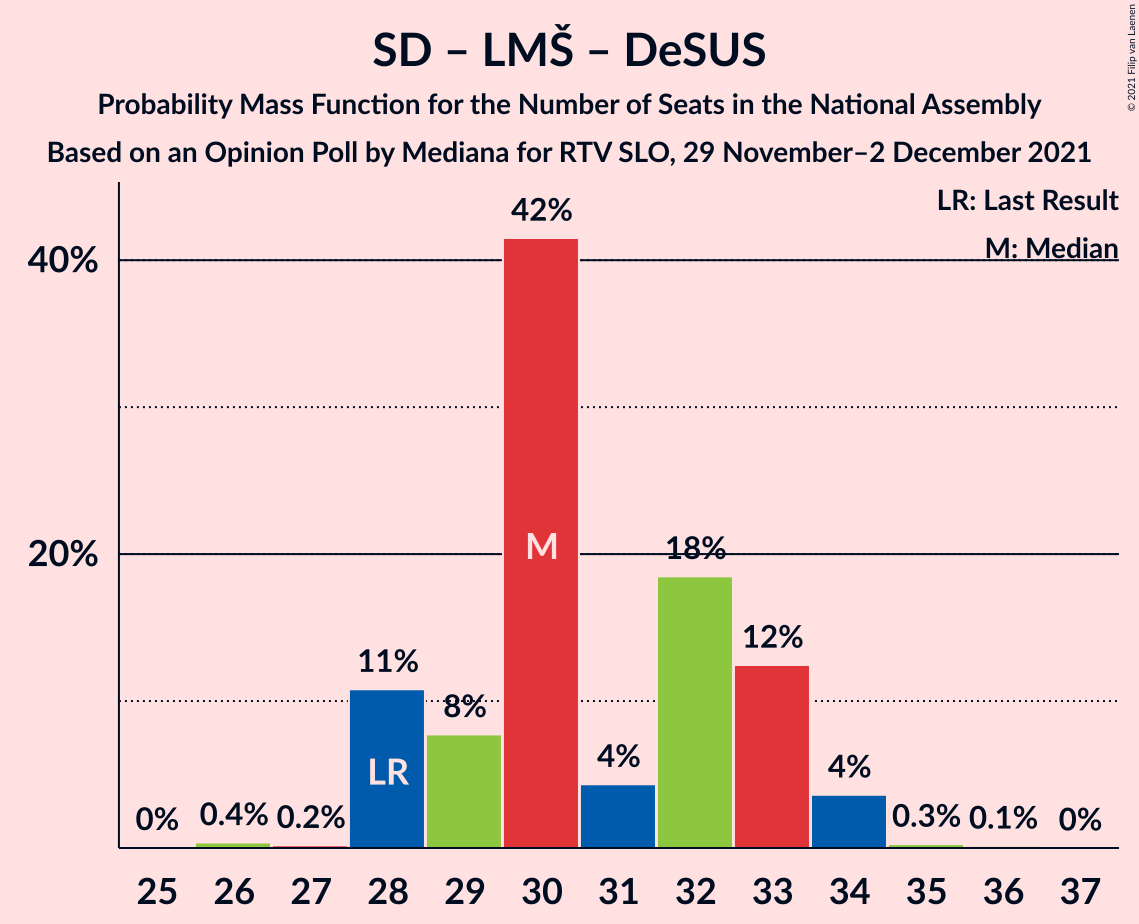 SD – LMŠ – DeSUS
Probability Mass Function for the Number of Seats in the National Assembly
Based on an Opinion Poll by Mediana for RTV SLO, 29 November–2 December 2021
© 2021 Filip van Laenen
LR: Last Result
M: Median
40%
20%
0%
0.4%
0.2%
11%
8%
42%
4%
18%
12%
4%
0.3%
0.1%
0%
LR
M
25 26 27 28 29 30 31 32 33 34 35 36 37